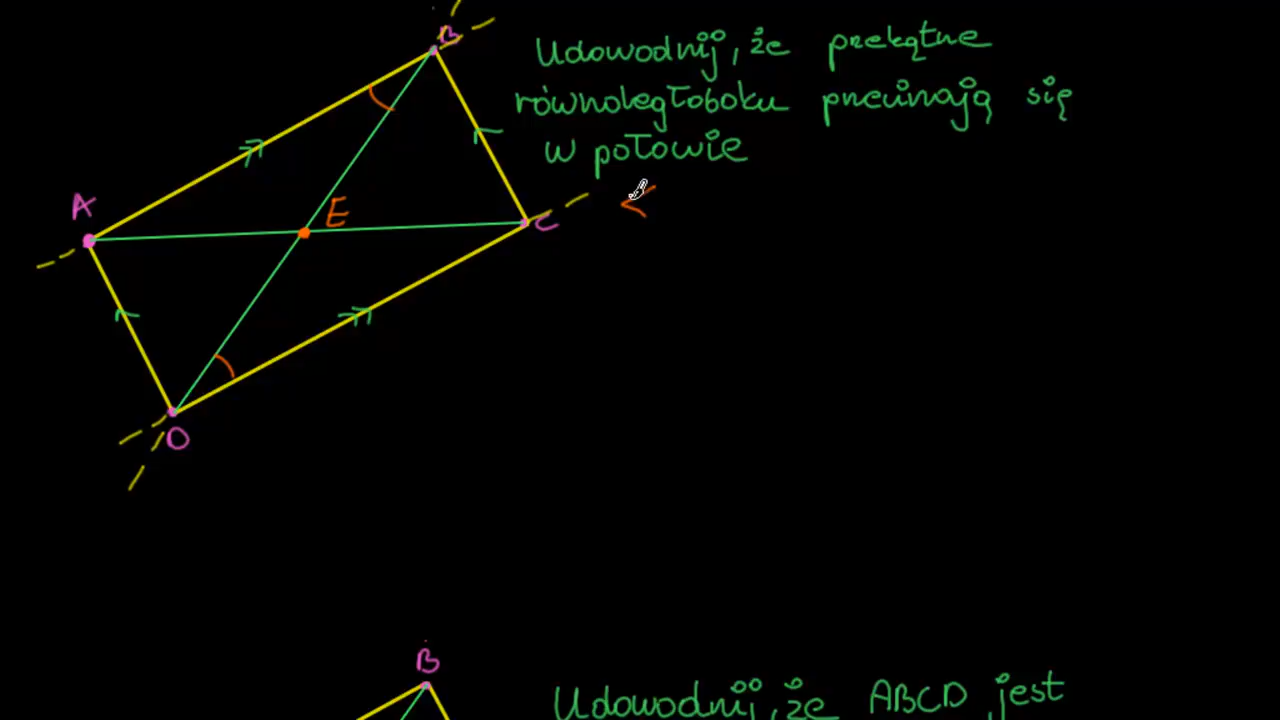 B
Udowodnij, że przekątne
równoległoboku przecinają się
w połowie
A
E
<
C
D
B
Udowodnij, że ABCD jest